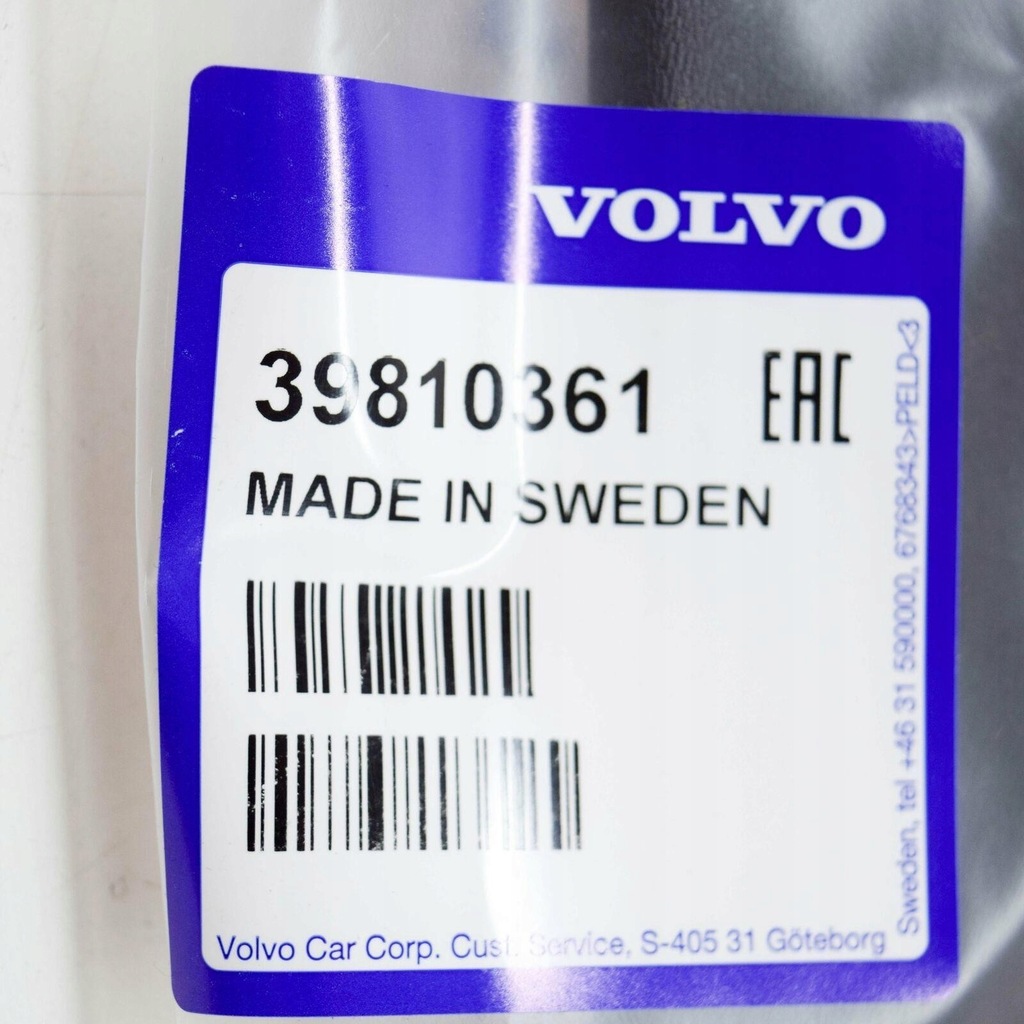 VOLVO
39810361
EAC
MADE IN SWEDEN
Volvo Car Corp. Cust. Service, S-405 31 Göteborg
Sweden, tel +46 31 590000, 6768343>PELD<3